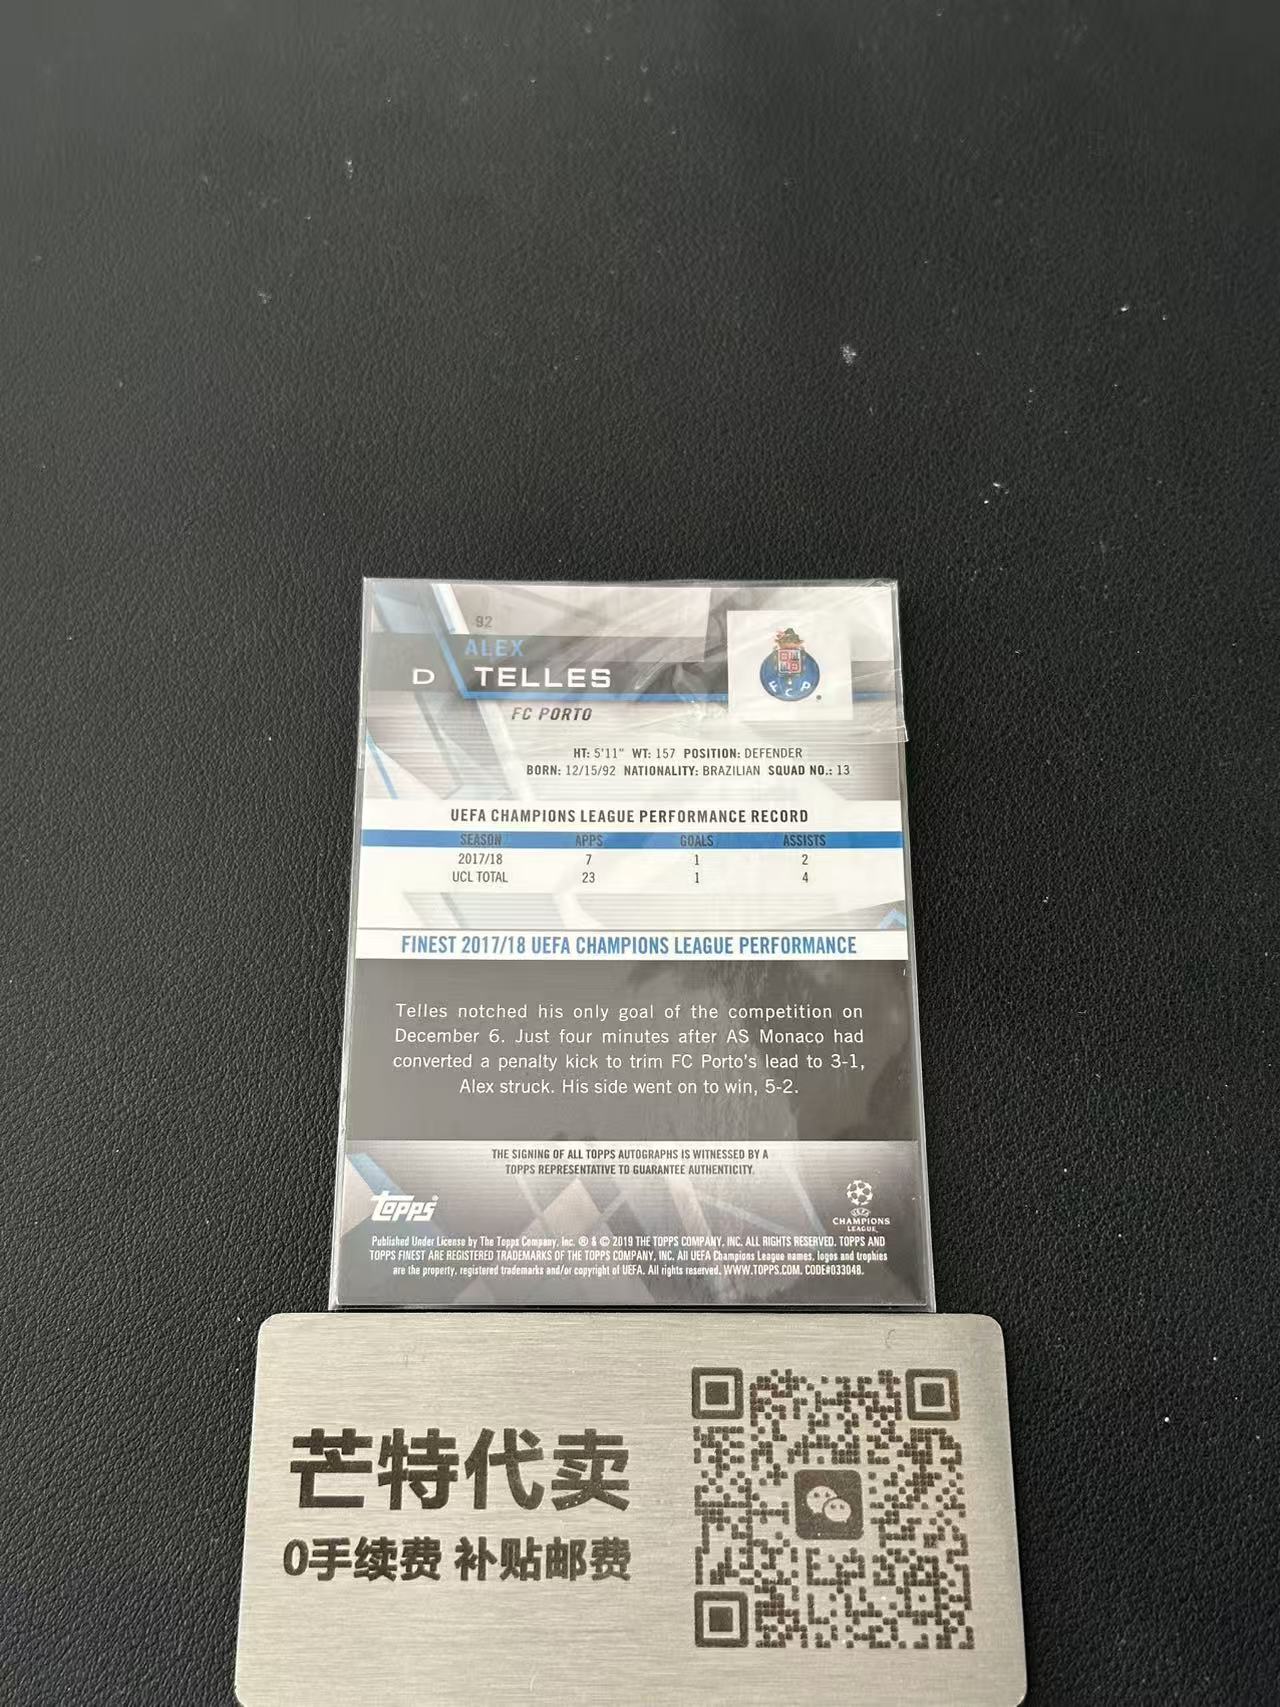 92
ALEX
D TELLES
FC PORTO
FCP
HT: 5'11" WT: 157 POSITION: DEFENDER
BORN: 12/15/92 NATIONALITY: BRAZILIAN SQUAD NO.: 13
UEFA CHAMPIONS LEAGUE PERFORMANCE RECORD
SEASON APPS GOALS ASSISTS
2017/18 7 1 2
UCL TOTAL 23 1 4
FINEST 2017/18 UEFA CHAMPIONS LEAGUE PERFORMANCE
Telles notched his only goal of the competition on
December 6. Just four minutes after AS Monaco had
converted a penalty kick to trim FC Porto's lead to 3-1,
Alex struck. His side went on to win, 5-2.
THE SIGNING OF ALL TOPPS AUTOGRAPHS IS WITNESSED BY A
TOPPS REPRESENTATIVE TO GUARANTEE AUTHENTICITY.
topps®
UEFA
CHAMPIONS
LEAGUE
Published Under License by The Topps Company, Inc. ® & © 2019 THE TOPPS COMPANY, INC. ALL RIGHTS RESERVED. TOPPS AND
TOPPS FINEST ARE REGISTERED TRADEMARKS OF THE TOPPS COMPANY, INC. All UEFA Champions League names, logos and trophies
are the property, registered trademarks and/or copyright of UEFA. All rights reserved. WWW.TOPPS.COM. CODE#033048.
芒特代卖
0手续费 补贴邮费